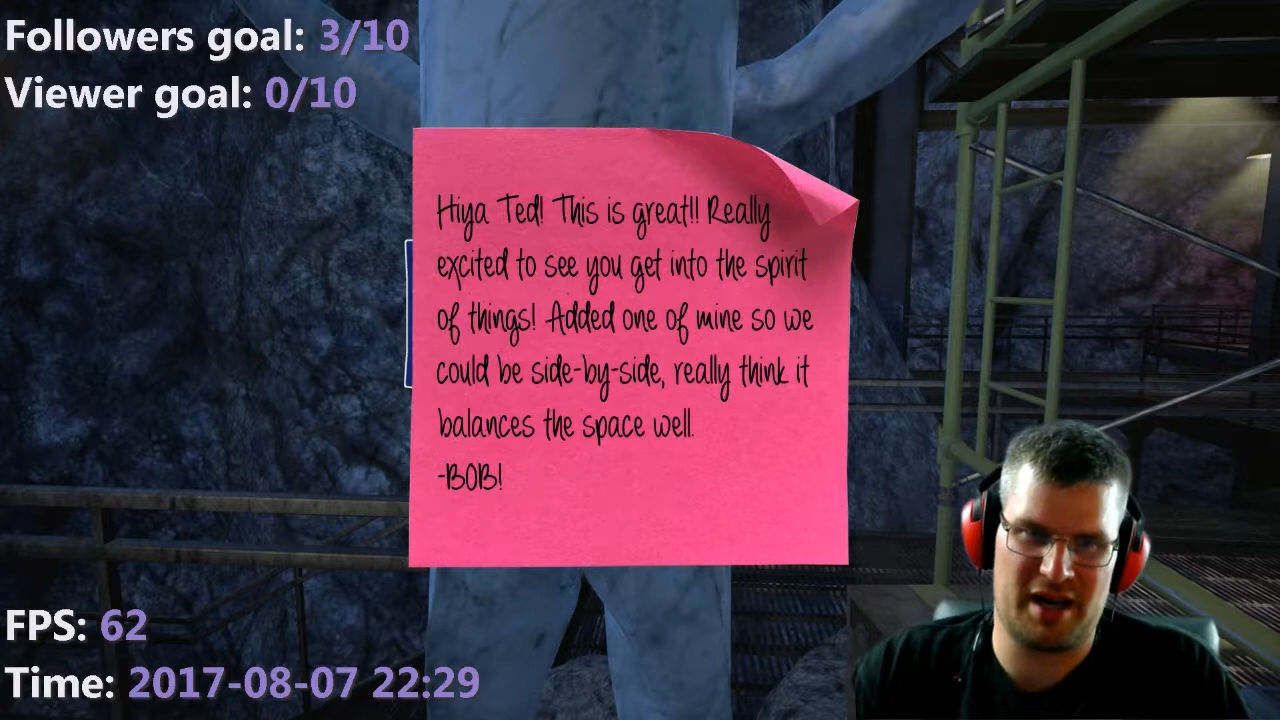 Followers goal: 3/10
Viewer goal: 0/10
Hiya Ted! This is great!! Really
excited to see you get into the spirit
of things! Added one of mine so we
could be side-by-side, really think it
balances the space well.
-BOB!
FPS: 62
Time: 2017-08-07 22:29